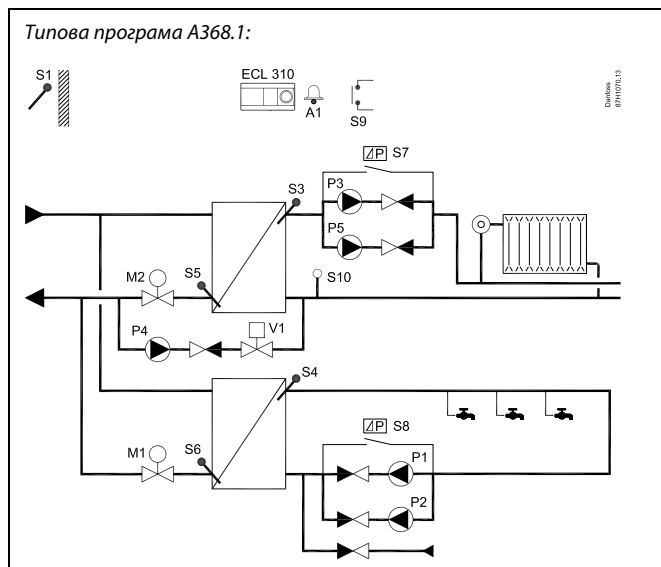 Типова програма A368.1:
S1
ECL 310
A1
S9
Danfoss
87H1070.13
⊿P S7
P3
S3
P5
M2
S5
S10
P4
V1
S4
⊿P S8
M1
S6
P1
P2